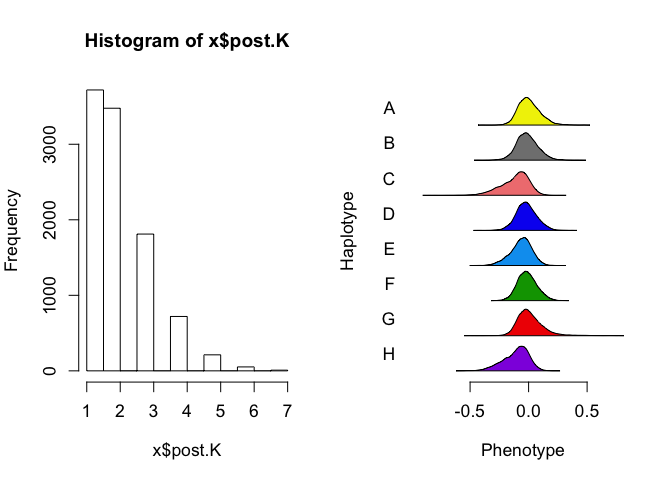 Histogram of x$post.K
Frequency
0
1000
2000
3000
1 2 3 4 5 6 7
x$post.K
Haplotype
A
B
C
D
E
F
G
H
-0.5 0.0 0.5
Phenotype